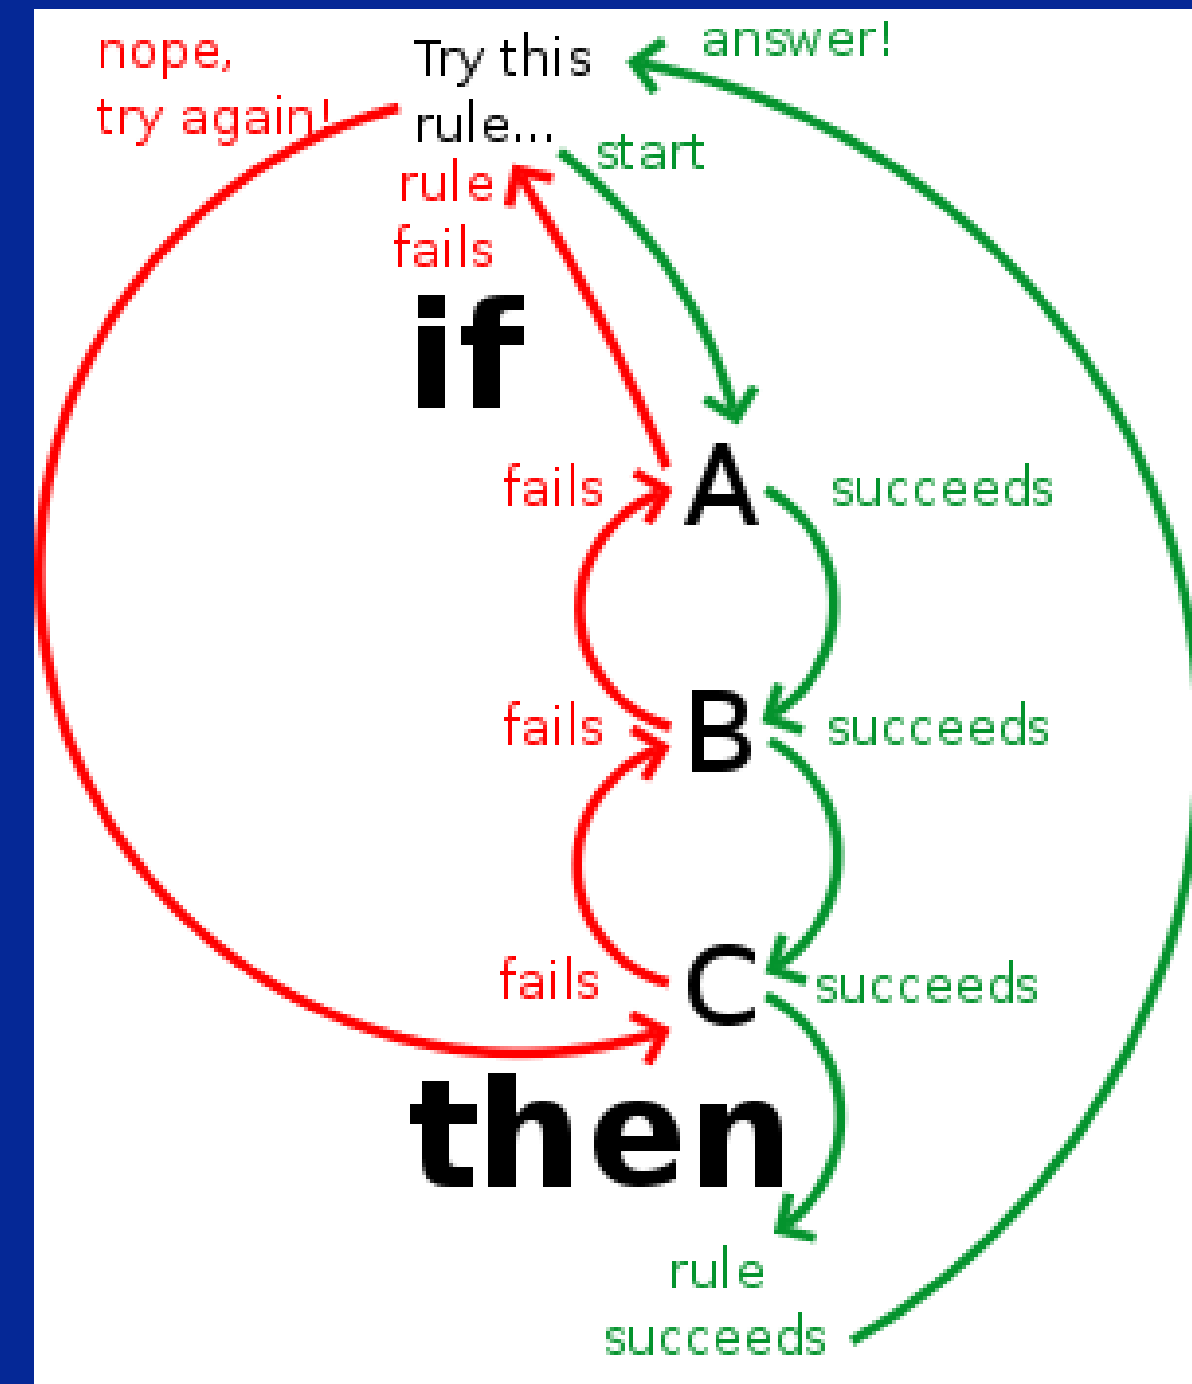 nope,
try again!
Try this
rule...
answer!
start
rule
fails
if
fails
A
succeeds
fails
B
succeeds
fails
C
succeeds
then
rule
succeeds